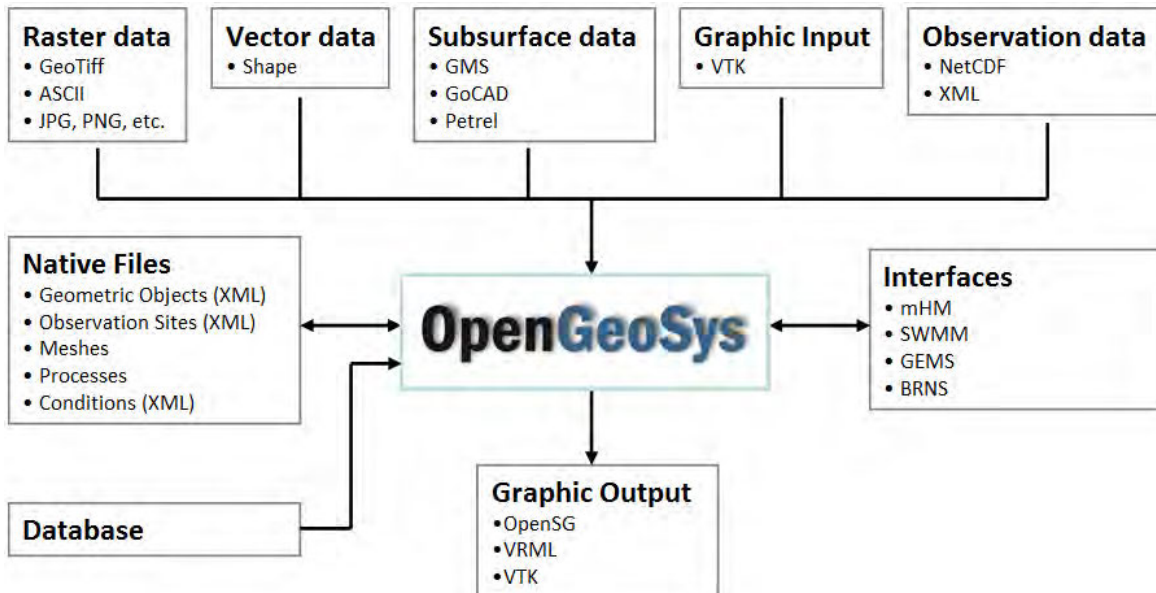 Raster data
• GeoTiff
• ASCII
• JPG, PNG, etc.
Vector data
• Shape
Subsurface data
• GMS
• GoCAD
• Petrel
Graphic Input
• VTK
Observation data
• NetCDF
• XML
Native Files
• Geometric Objects (XML)
• Observation Sites (XML)
• Meshes
• Processes
• Conditions (XML)
OpenGeoSys
Interfaces
• mHM
• SWMM
• GEMS
• BRNS
Database
Graphic Output
•OpenSG
•VRML
•VTK